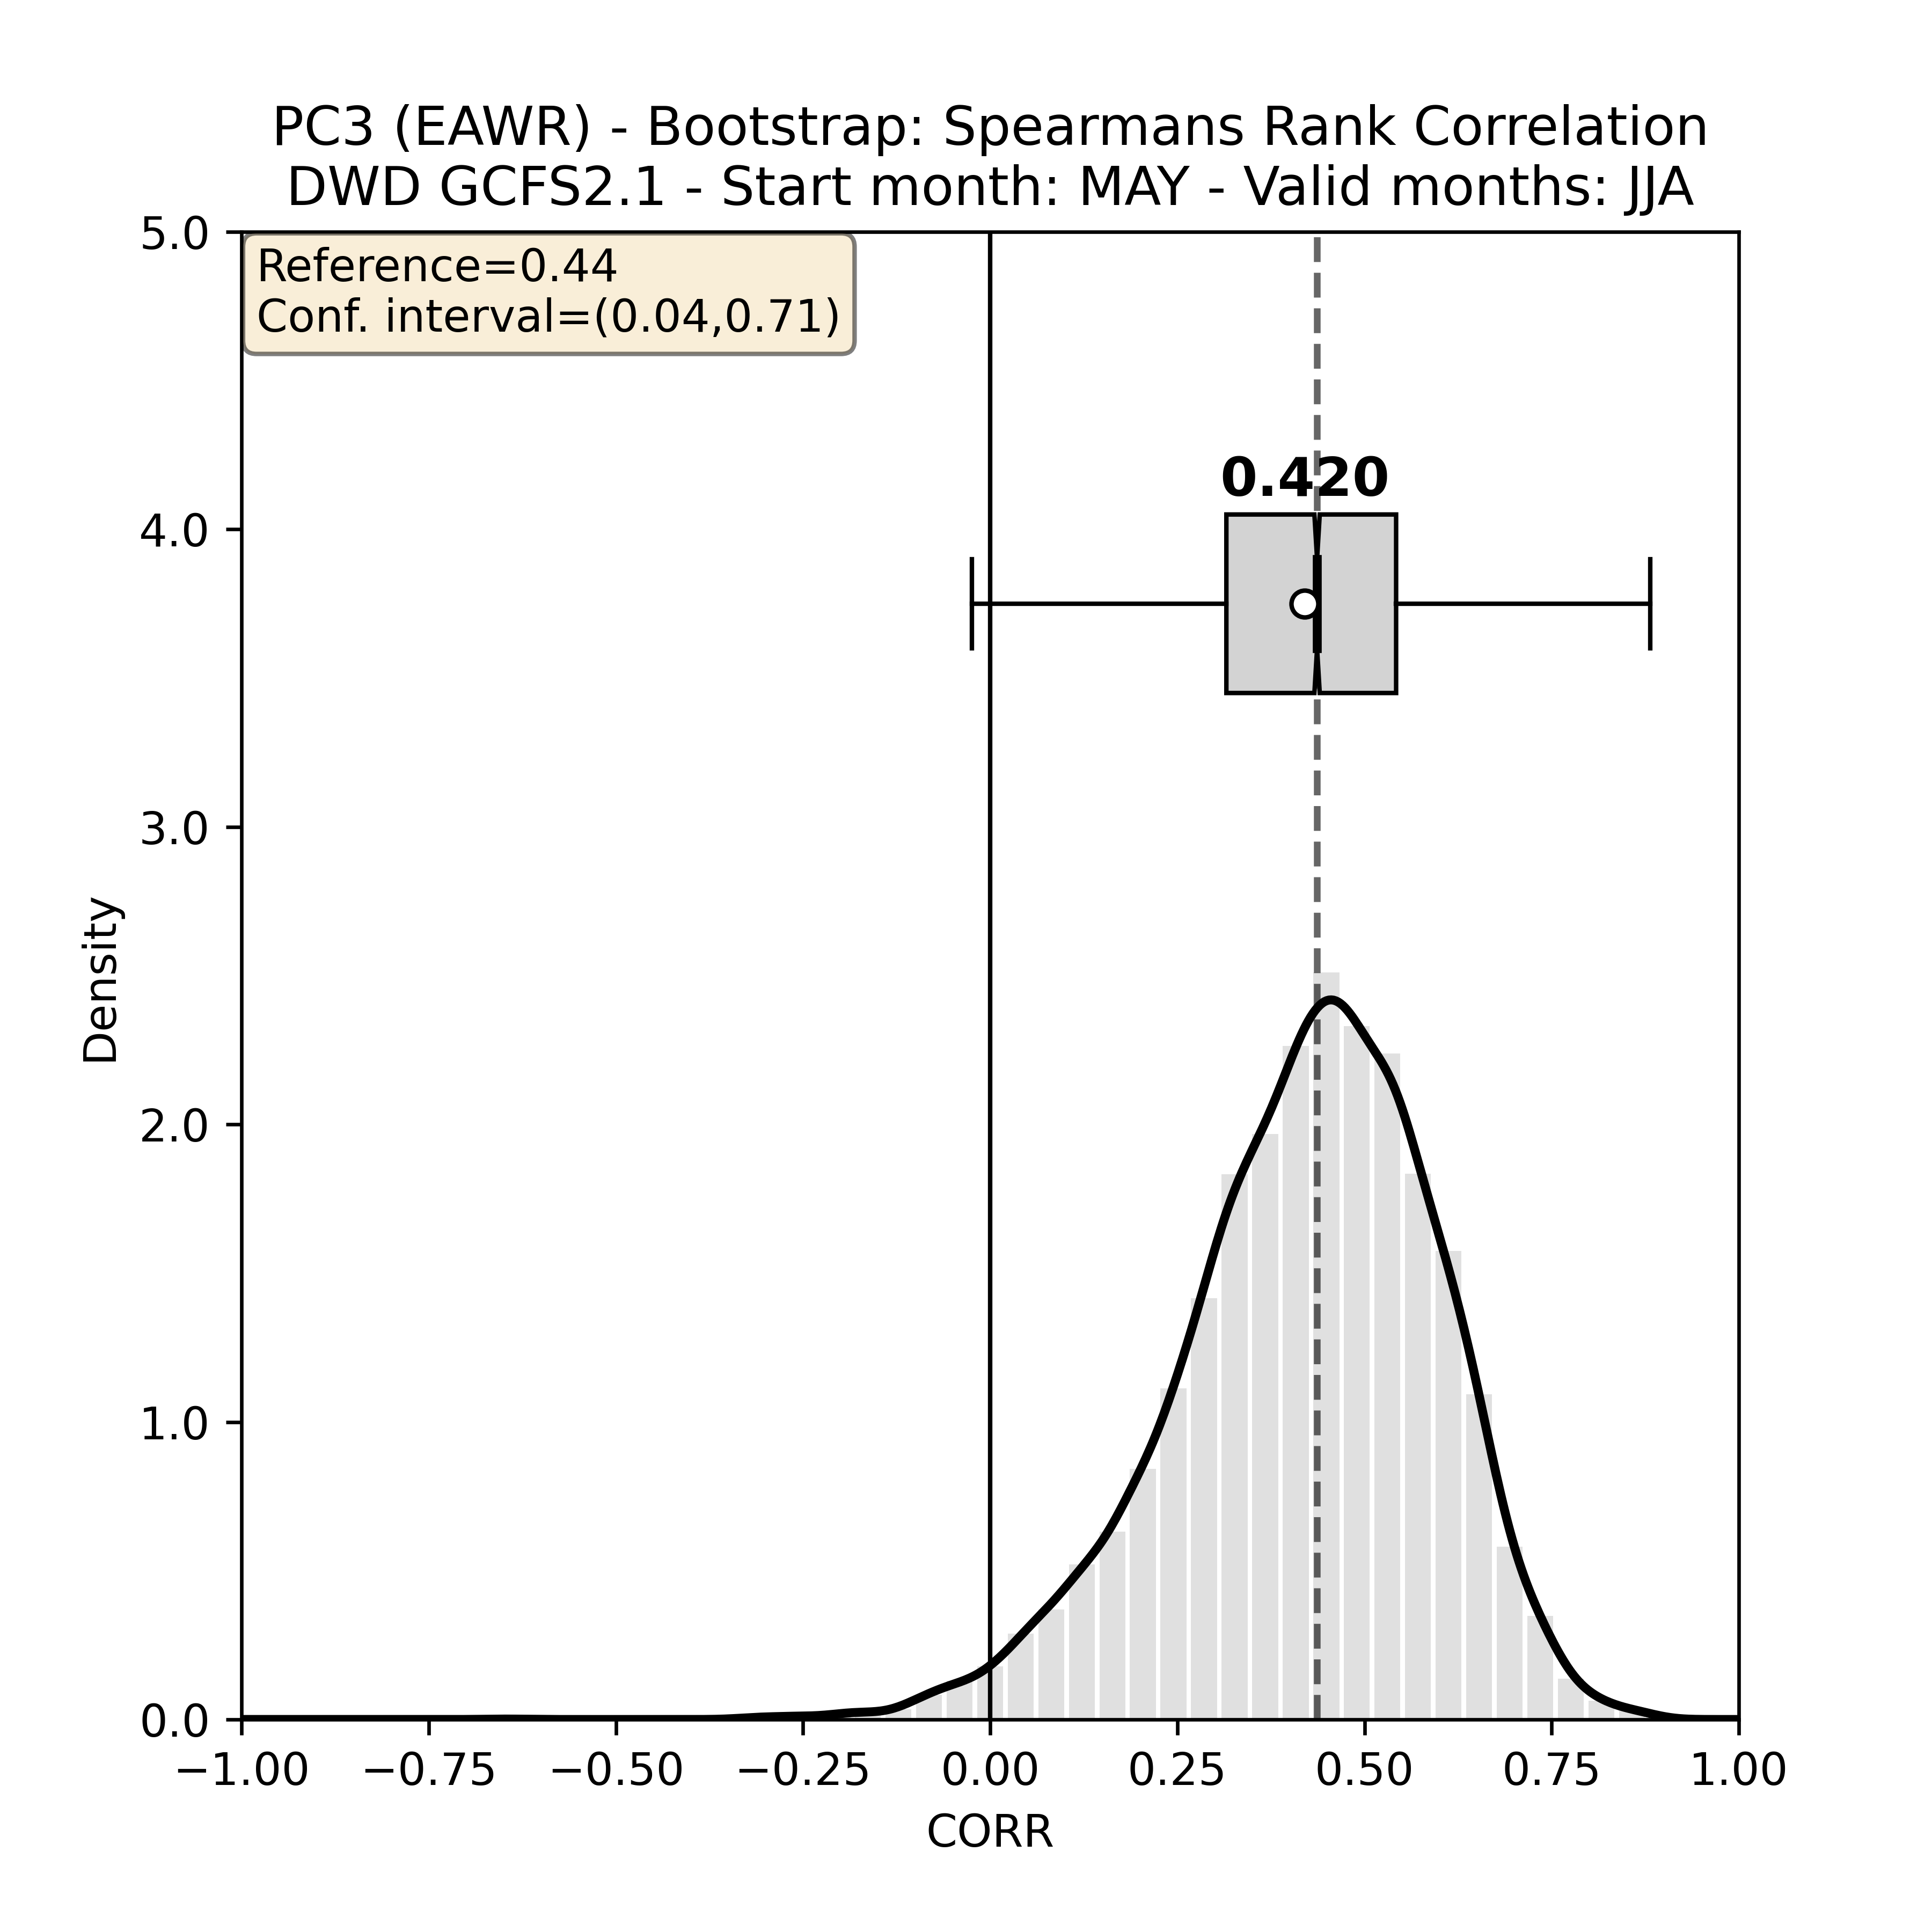 PC3 (EAWR) - Bootstrap: Spearmans Rank Correlation
DWD GCFS2.1 - Start month: MAY - Valid months: JJA
Reference=0.44
Conf. interval=(0.04,0.71)
0.420
5.0
4.0
3.0
2.0
1.0
0.0
Density
−1.00 −0.75 −0.50 −0.25 0.00 0.25 0.50 0.75 1.00
CORR